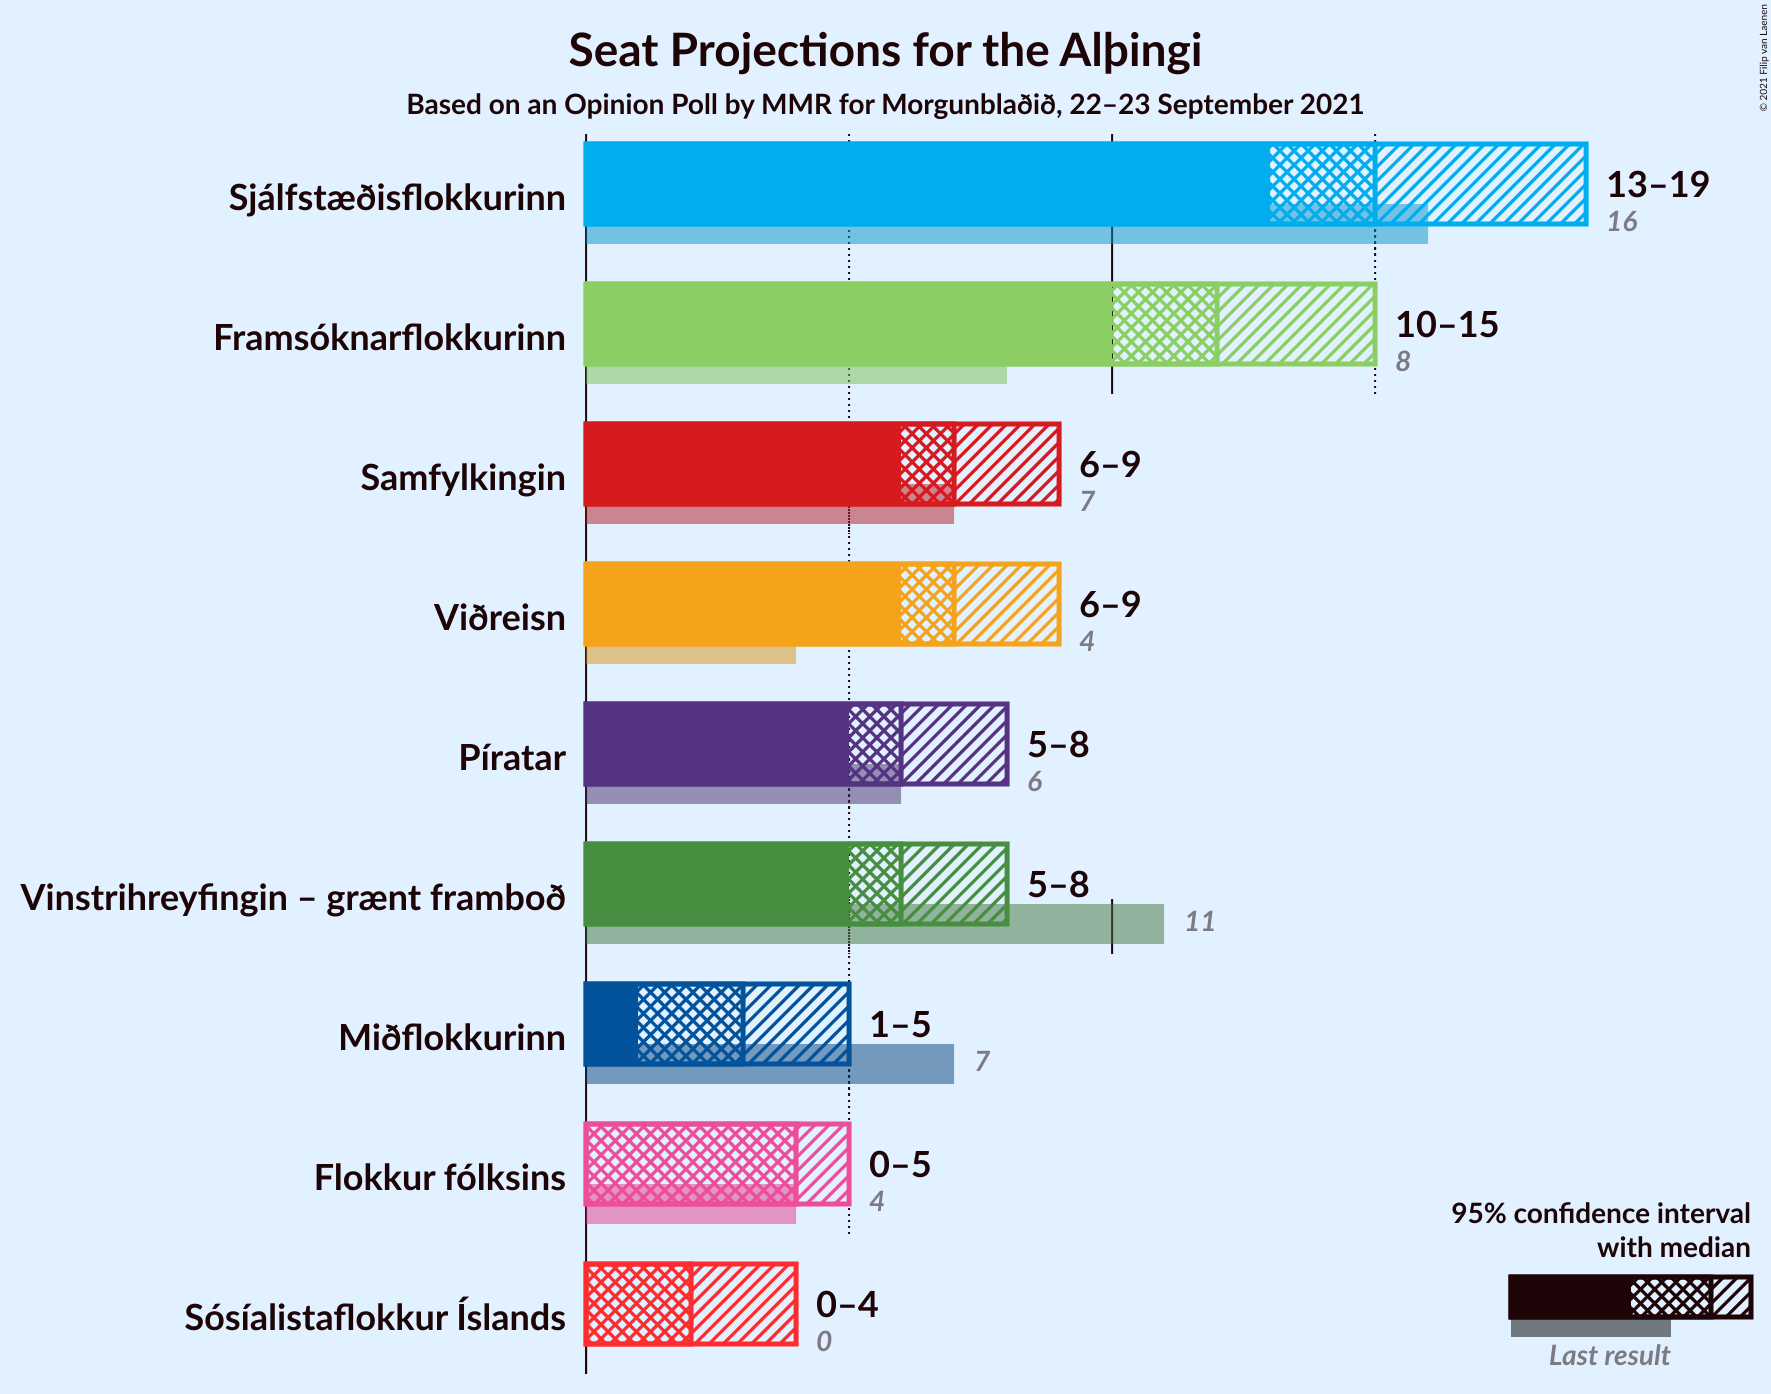 Seat Projections for the Alþingi
Based on an Opinion Poll by MMR for Morgunblaðið, 22–23 September 2021
© 2021 Filip van Laenen
Sjálfstæðisflokkurinn
13–19
16
Framsóknarflokkurinn
10–15
8
Samfylkingin
6–9
7
Viðreisn
6–9
4
Píratar
5–8
6
Vinstrihreyfingin – grænt framboð
5–8
11
Miðflokkurinn
1–5
7
Flokkur fólksins
0–5
4
Sósíalistaflokkur Íslands
0–4
0
95% confidence interval
with median
Last result